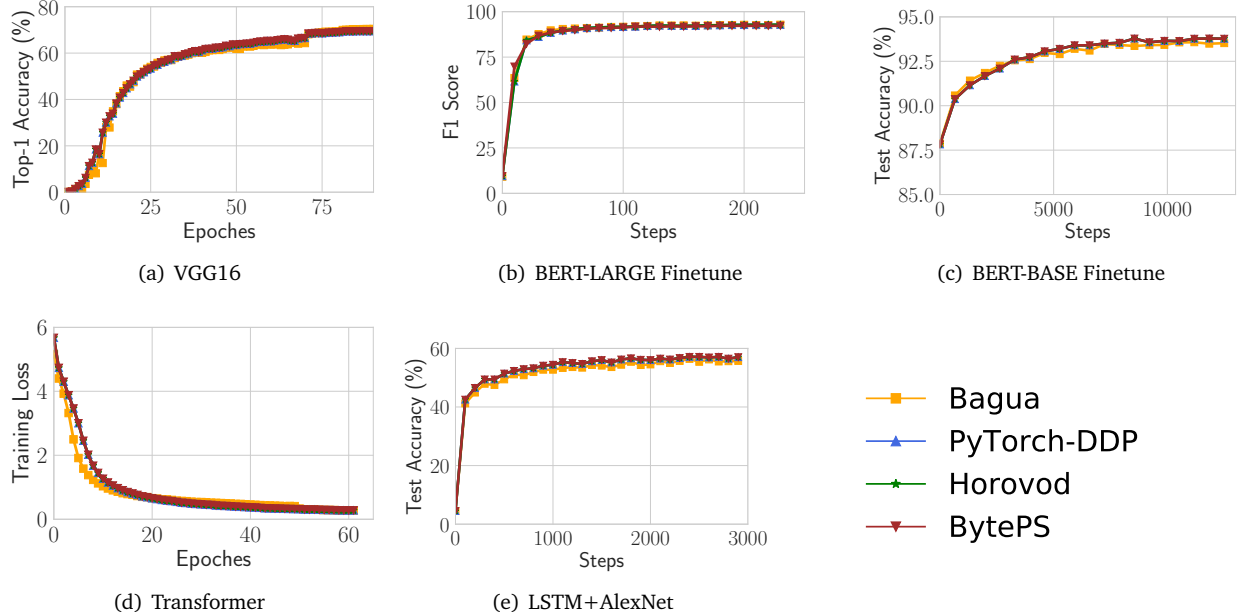 Top-1 Accuracy (%)
80
60
40
20
0
0 25 50 75
Epoches
(a) VGG16
F1 Score
100
75
50
25
0
0 100 200
Steps
(b) BERT-LARGE Finetune
Test Accuracy (%)
95.0
92.5
90.0
87.5
85.0
0 5000 10000
Steps
(c) BERT-BASE Finetune
Training Loss
6
4
2
0
0 20 40 60
Epoches
(d) Transformer
Test Accuracy (%)
60
40
20
0
0 1000 2000 3000
Steps
(e) LSTM+AlexNet
Bagua
PyTorch-DDP
Horovod
BytePS